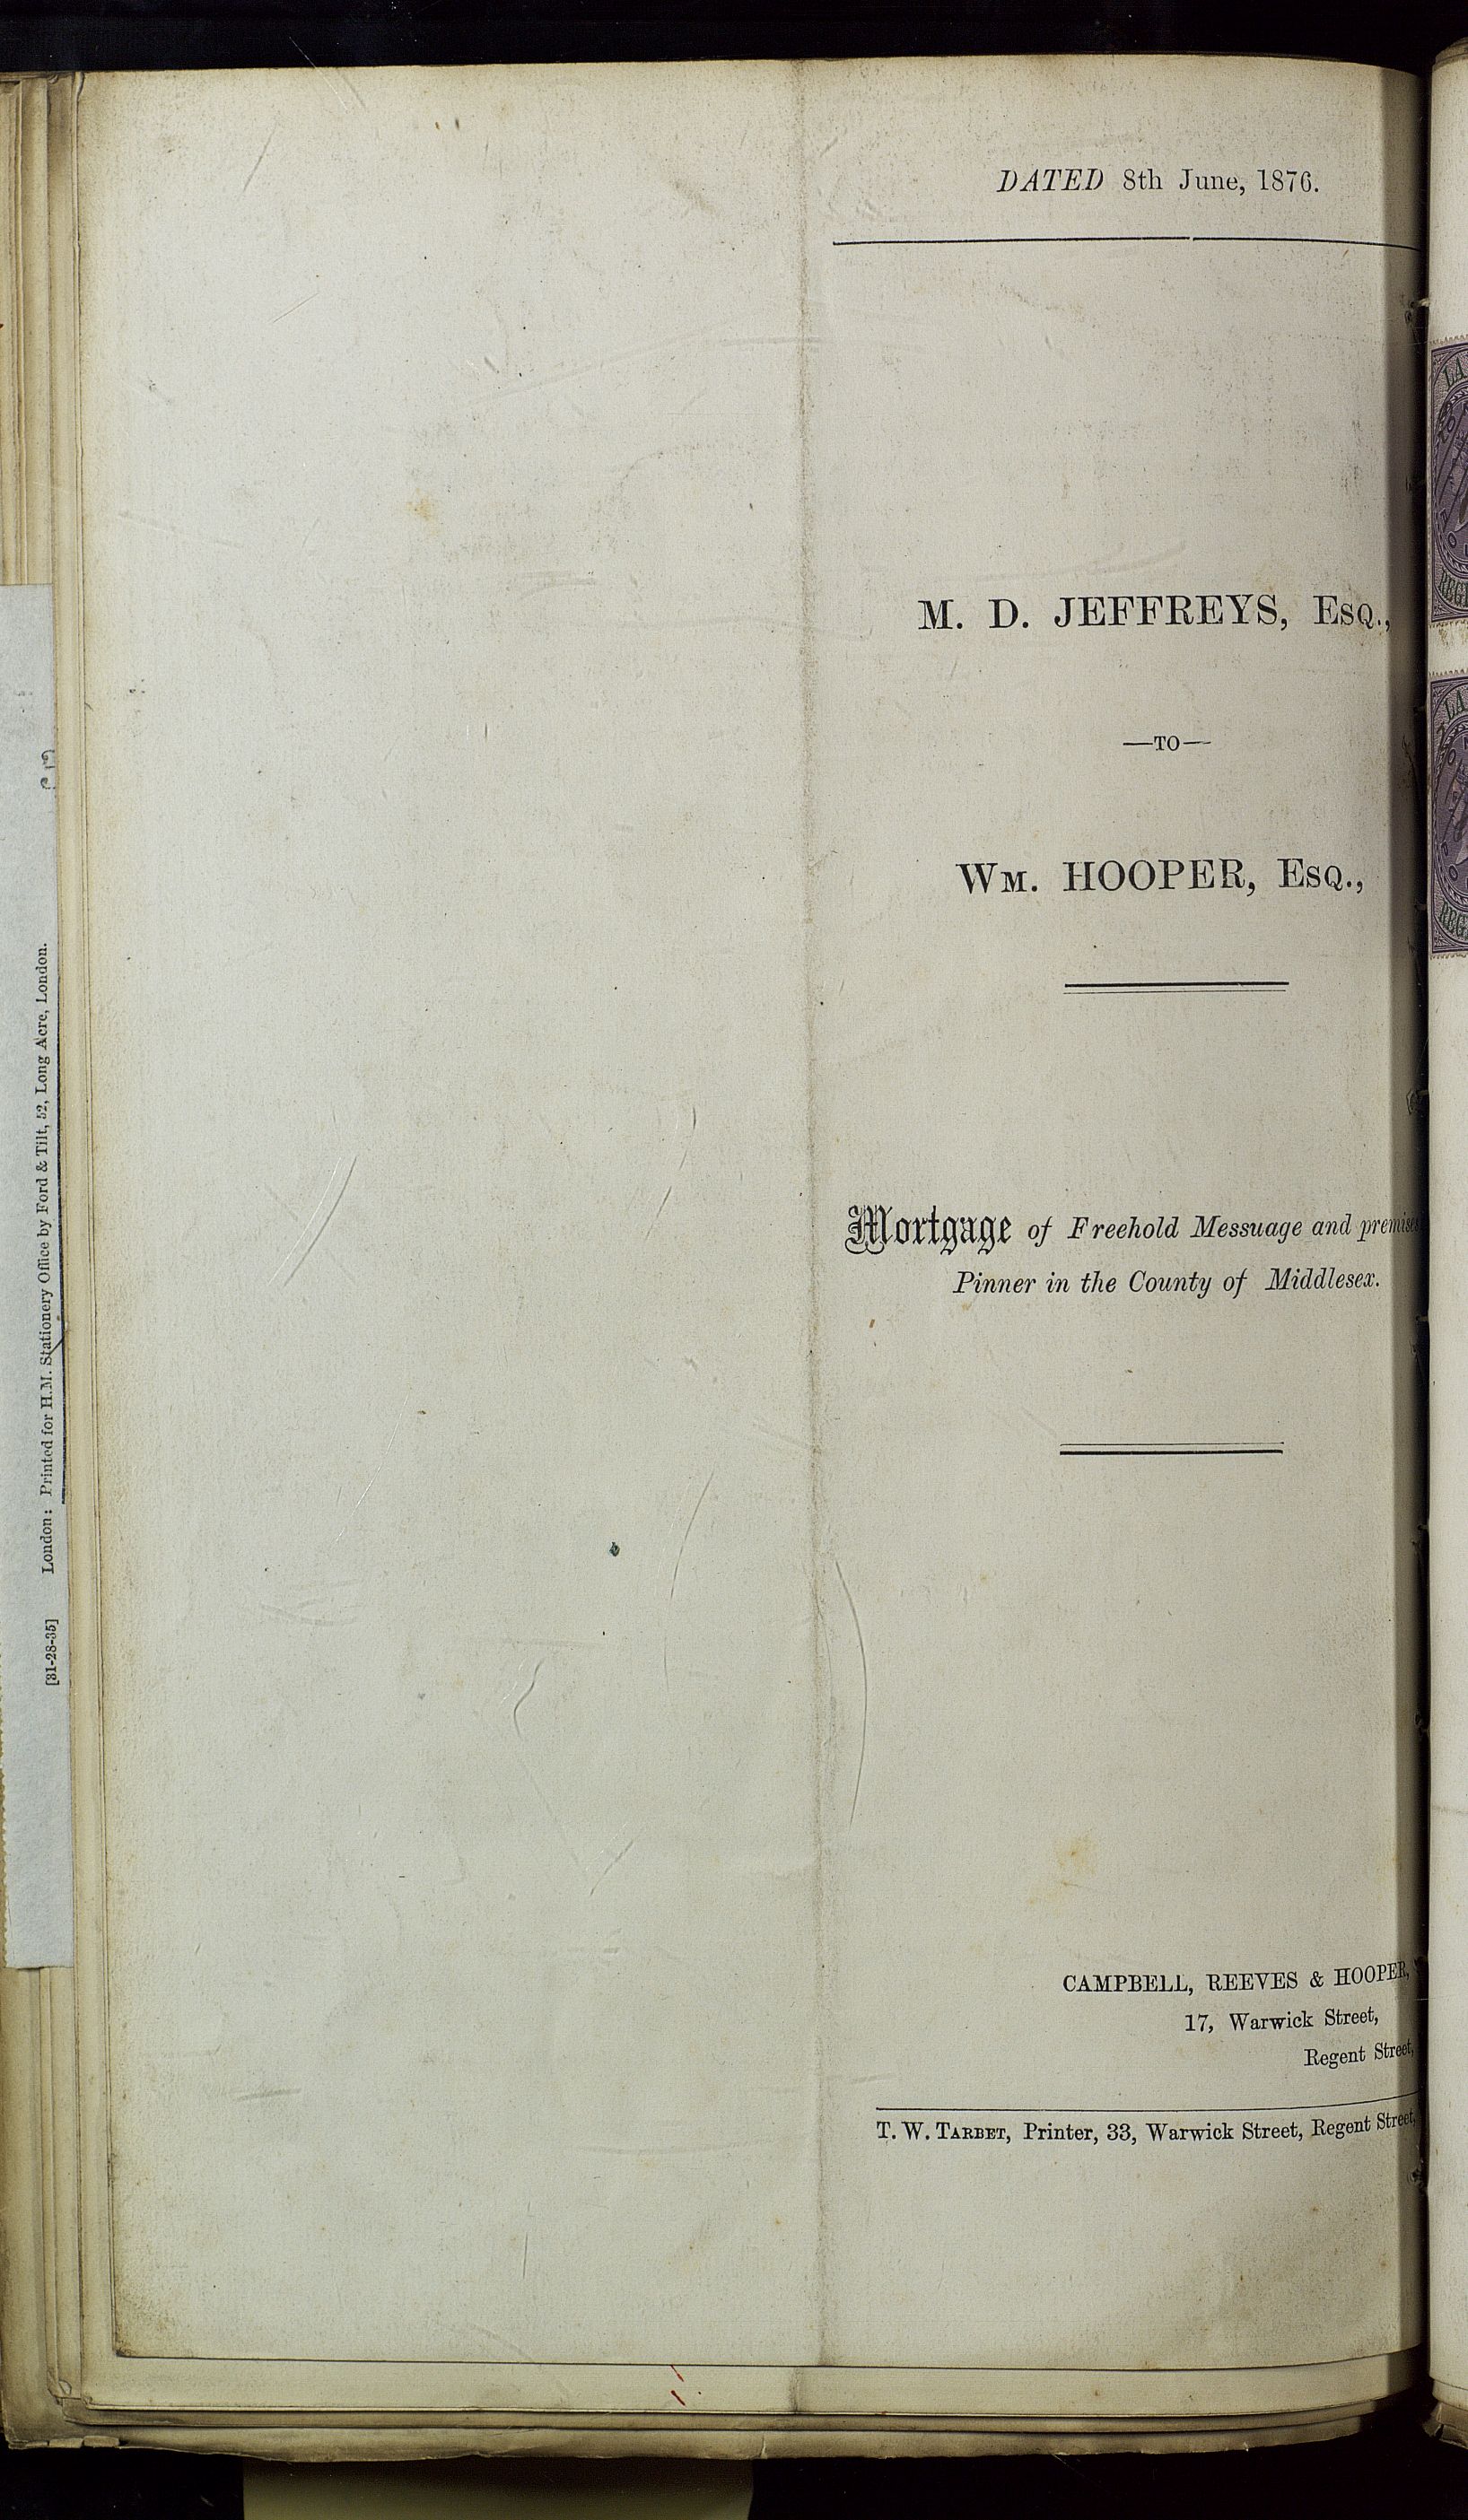 DATED 8th June, 1876.
M. D. JEFFREYS, Esq.,
—TO—
Wm. HOOPER, Esq.,
Mortgage of Freehold Messuage and premises
Pinner in the County of Middlesex.
CAMPBELL, REEVES & HOOPER,
17, Warwick Street,
Regent Street,
T. W. Tarbet, Printer, 33, Warwick Street, Regent Street,
[31-28-35] London: Printed for H.M. Stationery Office by Ford & Tilt, 52, Long Acre, London.